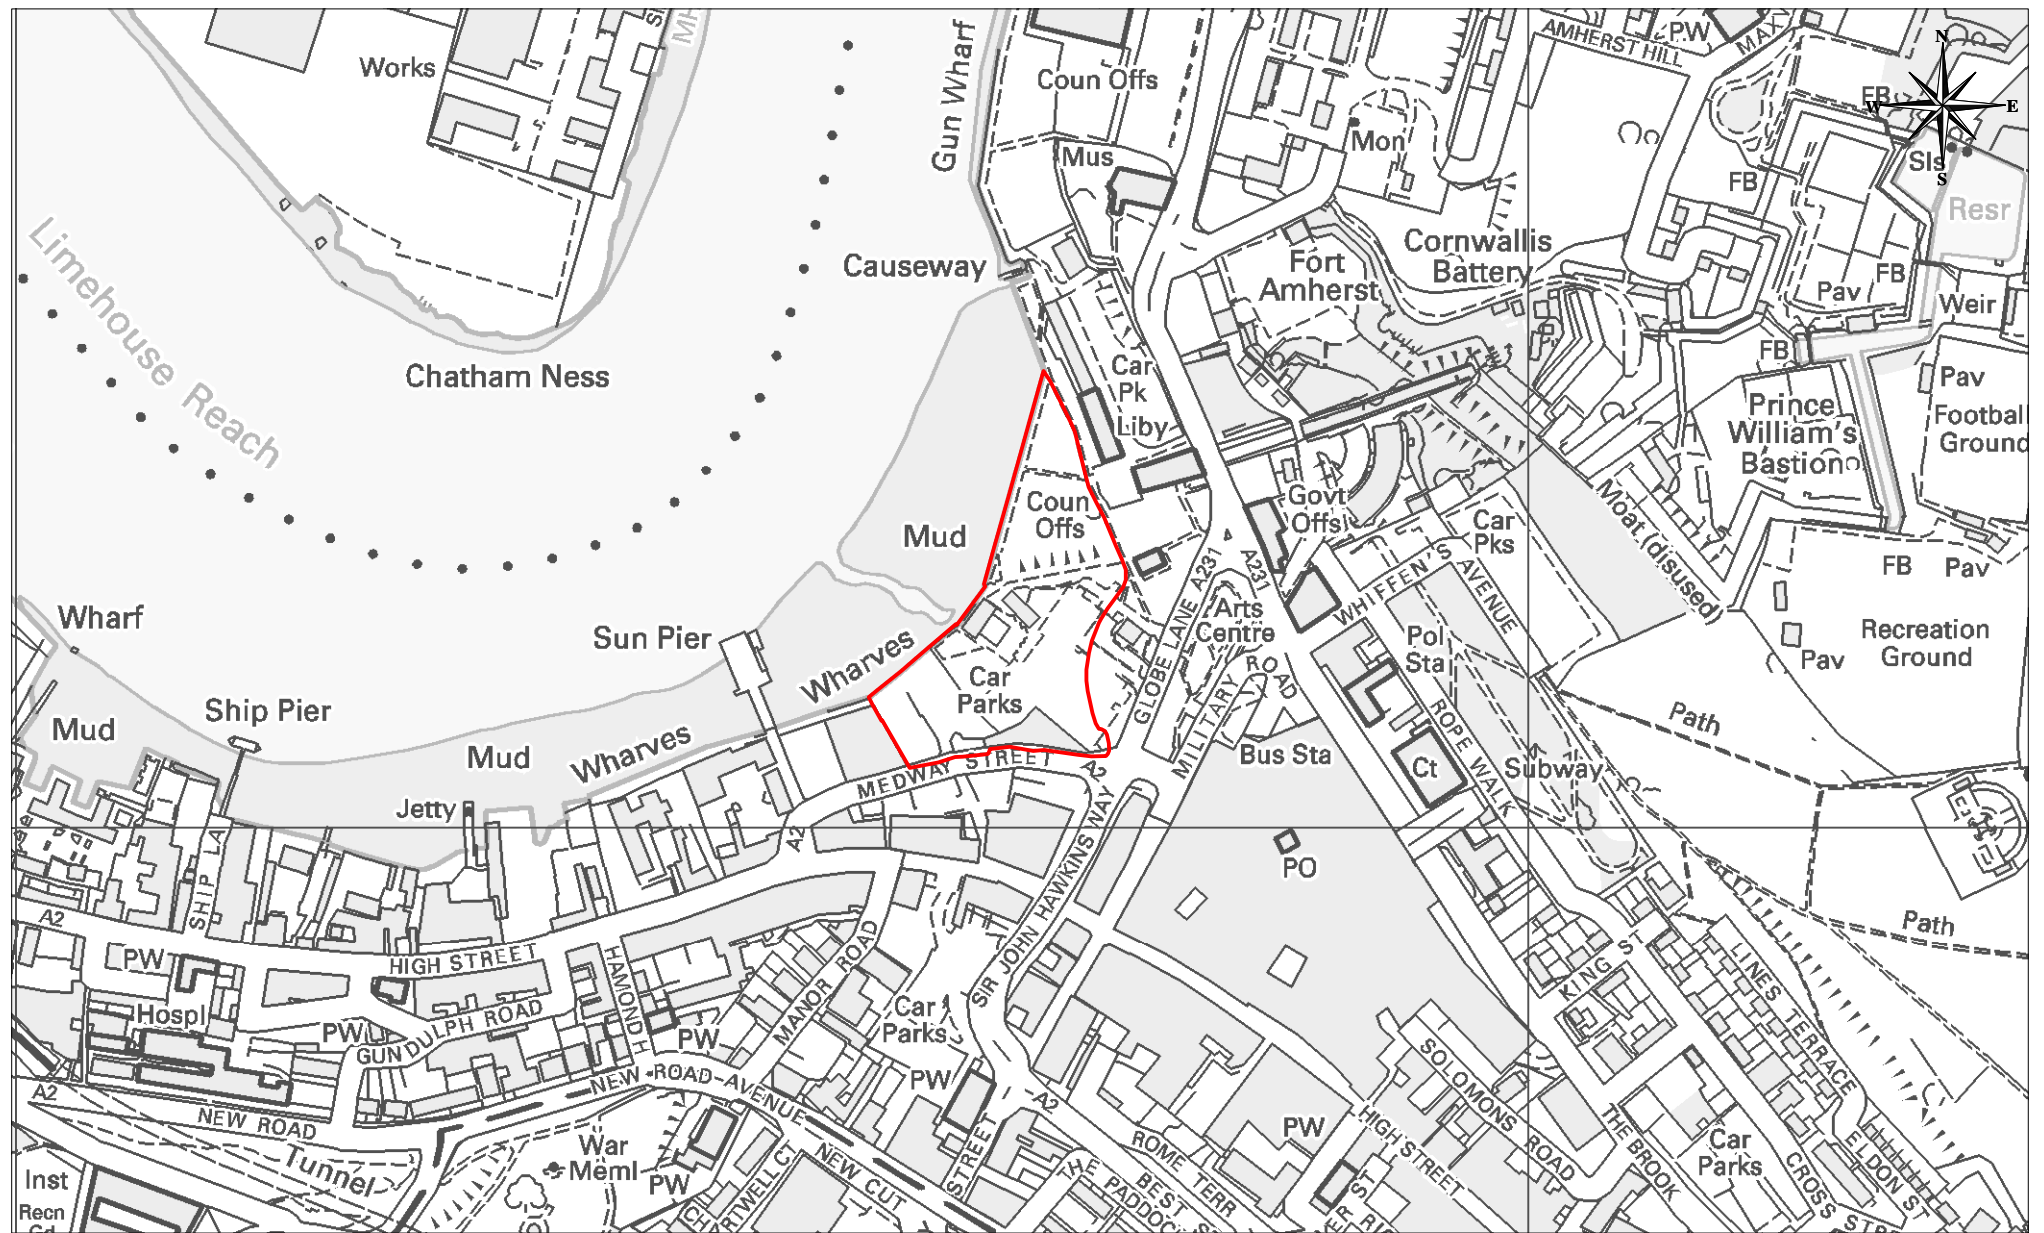 Works
Gun Wharf
Coun Offs
Mus
PW
AMHERST HILL
N
W
E
S
FB
Mon
Sls
FB
Resr
Limehouse Reach
Causeway
Fort
Amherst
Cornwallis
Battery
Pav
FB
Weir
Chatham Ness
Car
Pk
Liby
FB
Pav
Prince
William's
Bastion
Football
Ground
Mud
Coun
Offs
Govt
Offs
Car
Pks
Moat (disused)
FB
Pav
Wharf
Sun Pier
Wharves
Car
Parks
GLOBE LANE
A231
A231
Arts
Centre
WHIFFEN'S AVENUE
Pol
Sta
Recreation
Ground
Pav
Mud
Ship Pier
Mud
Wharves
MEDWAY STREET
A2
MILITARY ROAD
Bus Sta
ROPE WALK
Ct
Subway
Path
Jetty
A2
SIR JOHN HAWKINS WAY
PO
SHIP LA
A2
PW
HIGH STREET
HAMOND H
MANOR ROAD
Car
Parks
KING S
LINES TERRACE
Path
Hospl
PW
GUNDULPH ROAD
PW
PW
SOLOMONS ROAD
A2
NEW ROAD
NEW ROAD AVENUE
A2
ROME TERR
PW
HIGH STREET
THE BROOK
Car
Parks
ELDON ST
Tunnel
War
Meml
PW
NEW CUT
STREET
THE
PADDOC
BEST S
CROSS STRE
Inst
Recn
CHARTWELL C